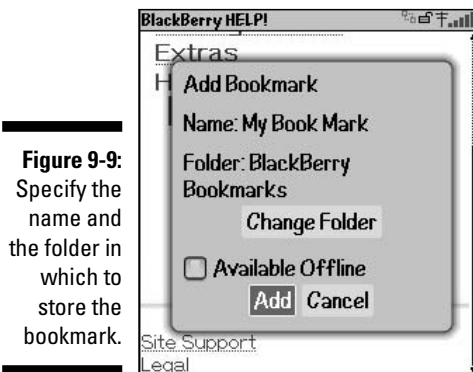 Figure 9-9:
Specify the
name and
the folder in
which to
store the
bookmark.
BlackBerry HELP!
Extras
H
Add Bookmark
Name: My Book Mark
Folder: BlackBerry
Bookmarks
Change Folder
Available Offline
Add Cancel
Site Support
Legal